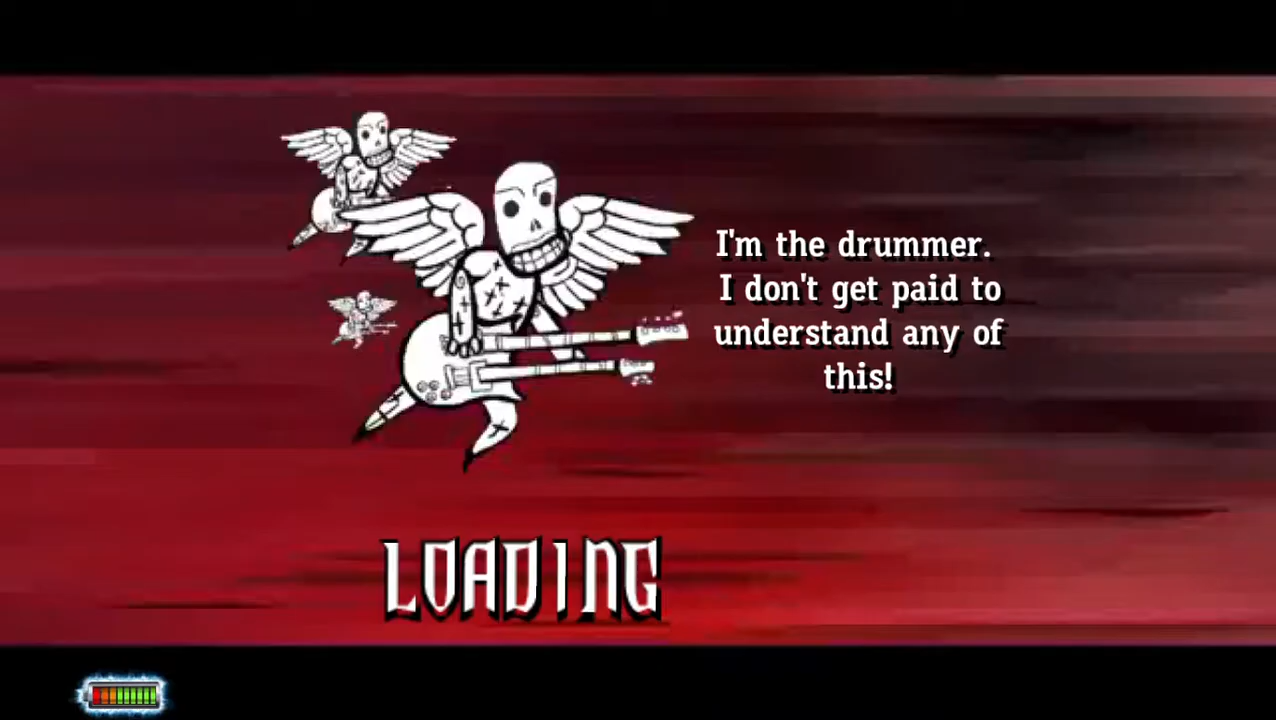 I'm the drummer.
I don't get paid to
understand any of
this!
LOADING